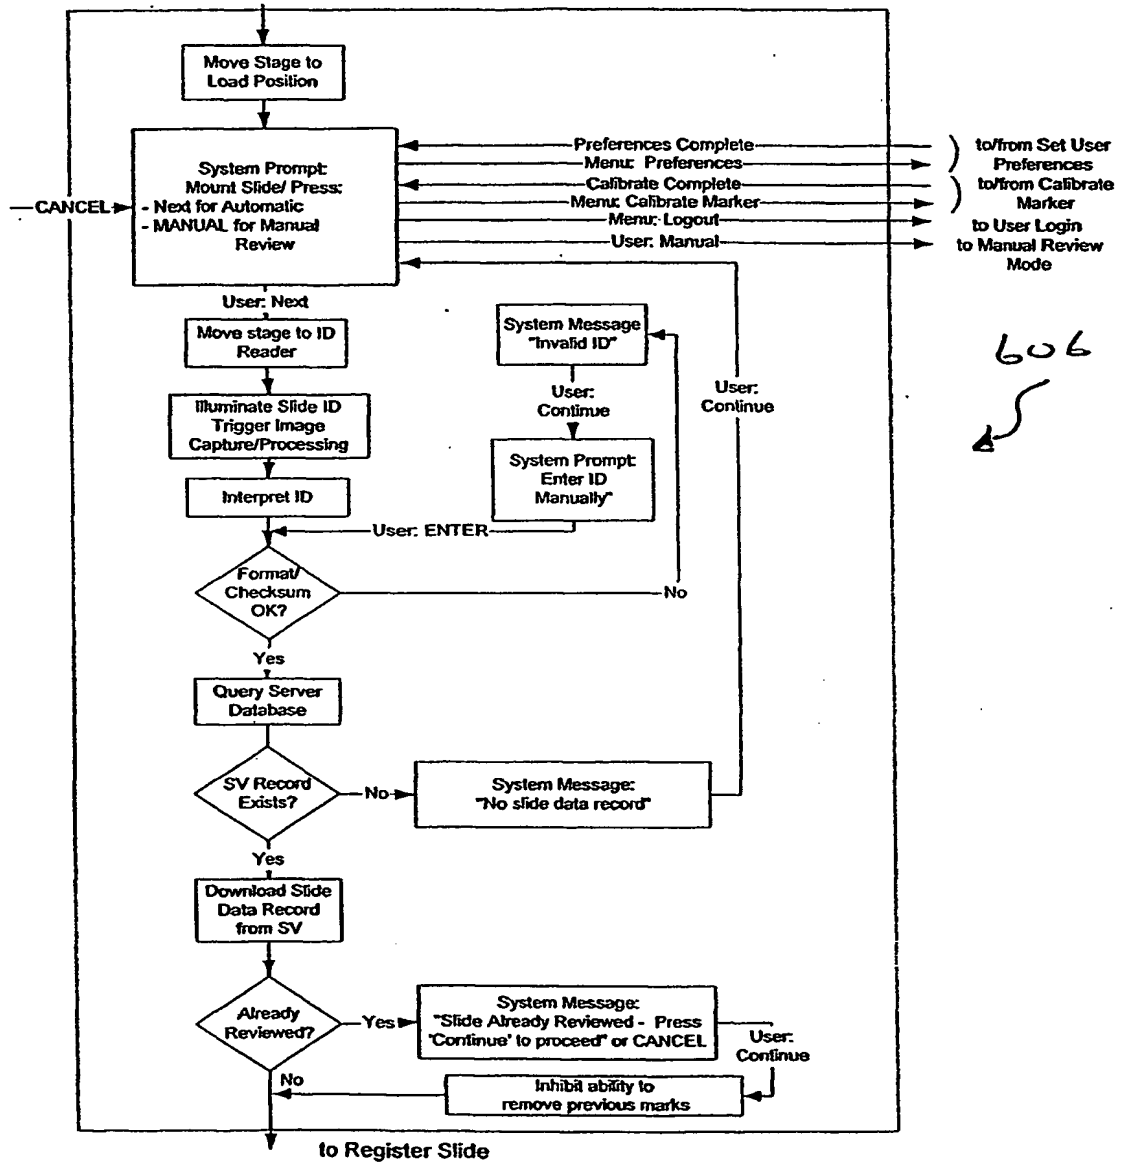 Move Stage to
Load Position
System Prompt:
Mount Slide/ Press:
- Next for Automatic
- MANUAL for Manual
Review
CANCEL
Preferences Complete
Menu: Preferences
Calibrate Complete
Menu: Calibrate Marker
Menu: Logout
User: Manual
to/from Set User
Preferences
to/from Calibrate
Marker
to User Login
to Manual Review
Mode
User: Next
Move stage to ID
Reader
System Message
"Invalid ID"
606
User:
Continue
User:
Continue
Illuminate Slide ID
Trigger Image
Capture/Processing
System Prompt:
Enter ID
Manually"
Interpret ID
User: ENTER
Format/
Checksum
OK?
No
Yes
Query Server
Database
SV Record
Exists?
No
System Message:
"No slide data record"
Yes
Download Slide
Data Record
from SV
Already
Reviewed?
Yes
System Message:
"Slide Already Reviewed - Press
'Continue' to proceed" or CANCEL
User:
Continue
No
Inhibit ability to
remove previous marks
to Register Slide